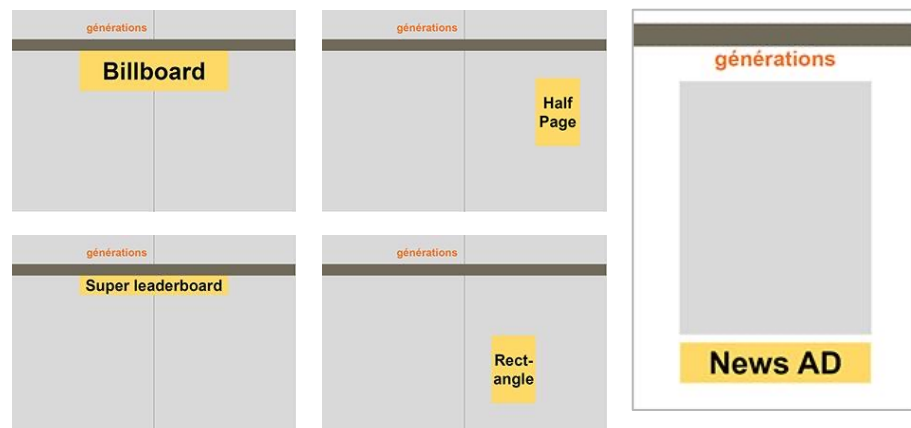 générations
Billboard
générations
Half
Page
générations
Super leaderboard
générations
Rect-
angle
générations
News AD